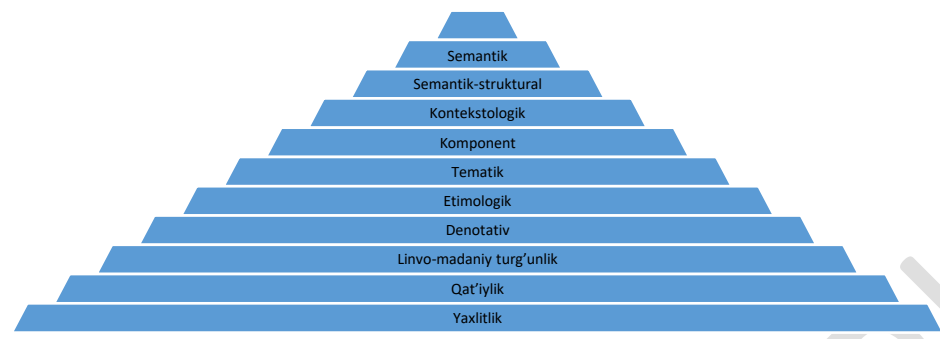 Semantik
Semantik-struktural
Kontekstologik
Komponent
Tematik
Etimologik
Denotativ
Linvo-madaniy turg’unlik
Qat’iylik
Yaxlitlik